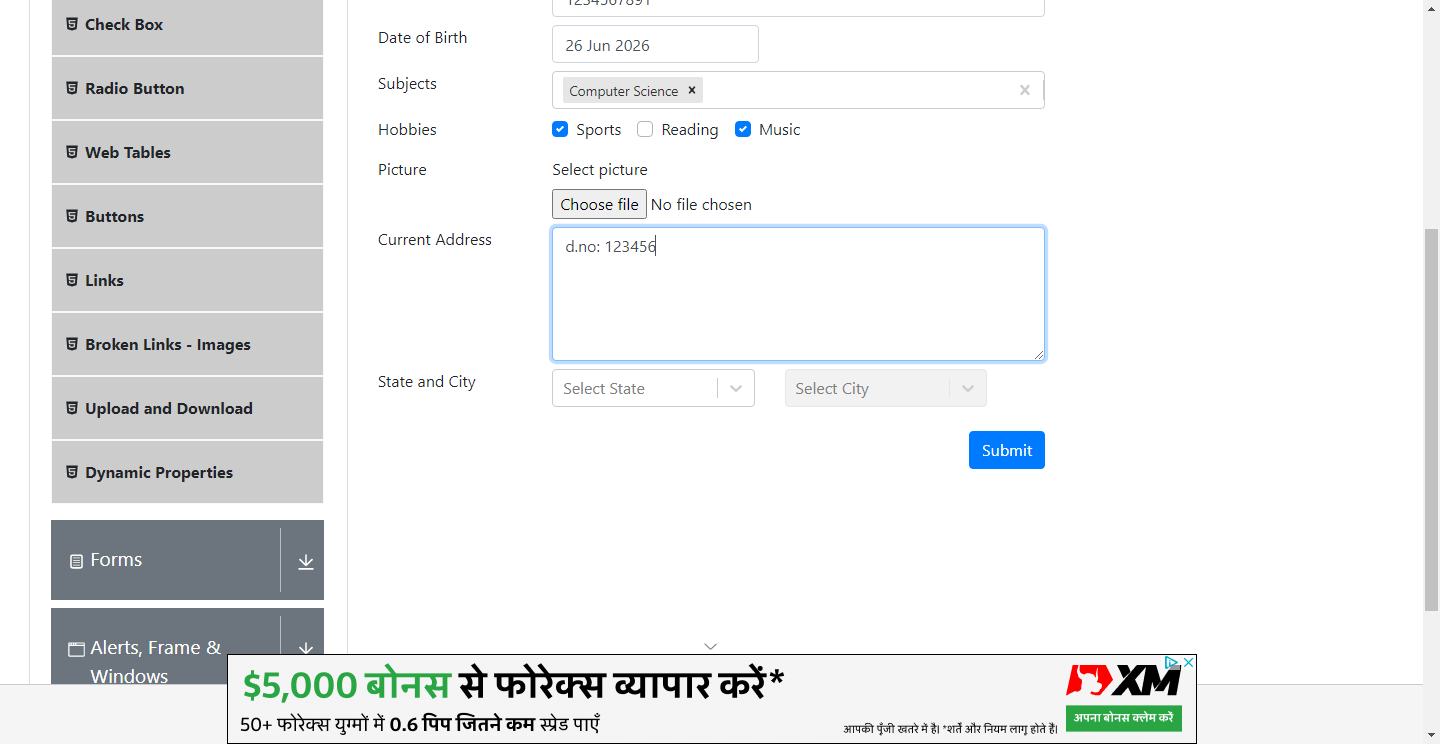 Check Box
Radio Button
Web Tables
Buttons
Links
Broken Links - Images
Upload and Download
Dynamic Properties
Forms
Alerts, Frame &
Windows
1234567891
Date of Birth
26 Jun 2026
Subjects
Computer Science ×
Hobbies
Sports Reading Music
Picture
Select picture
Choose file No file chosen
Current Address
d.no: 123456
State and City
Select State Select City
Submit
$5,000 बोनस से फोरेक्स व्यापार करें*
50+ फोरेक्स युग्मों में 0.6 पिप जितने कम स्प्रेड पाएँ
आपकी पूँजी खतरे में है। *शर्तें और नियम लागू होते हैं।
XM
अपना बोनस क्लेम करें